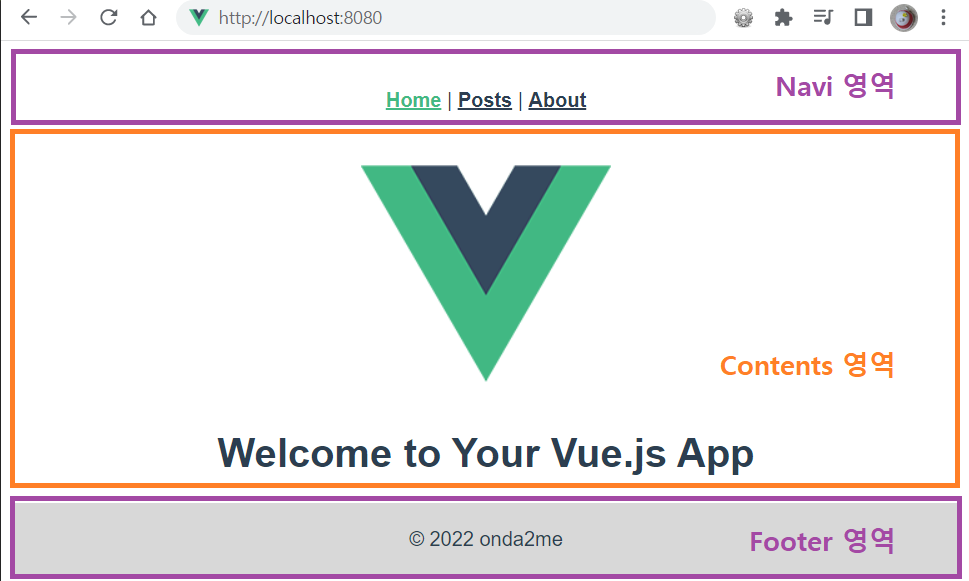 http://localhost:8080
Navi 영역
Home | Posts | About
Contents 영역
Welcome to Your Vue.js App
© 2022 onda2me
Footer 영역